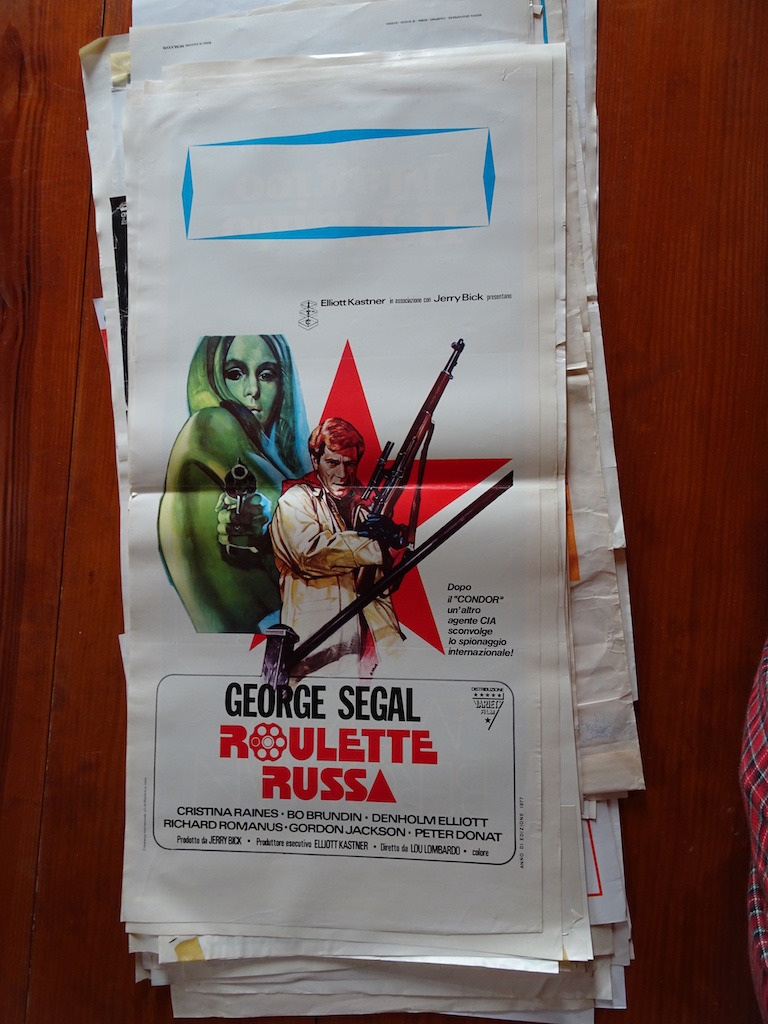 Elliott Kastner in associazione con Jerry Bick presentano
Dopo
il "CONDOR"
un'altro
agente CIA
sconvolge
lo spionaggio
internazionale!
GEORGE SEGAL
DISTRIBUZIONE
VARIETY
FILM
ROULETTE
RUSSA
CRISTINA RAINES • BO BRUNDIN • DENHOLM ELLIOTT
RICHARD ROMANUS • GORDON JACKSON • PETER DONAT
Prodotto da JERRY BICK • Produttore esecutivo ELLIOTT KASTNER • Diretto da LOU LOMBARDO • colore
ANNO DI EDIZIONE 1977